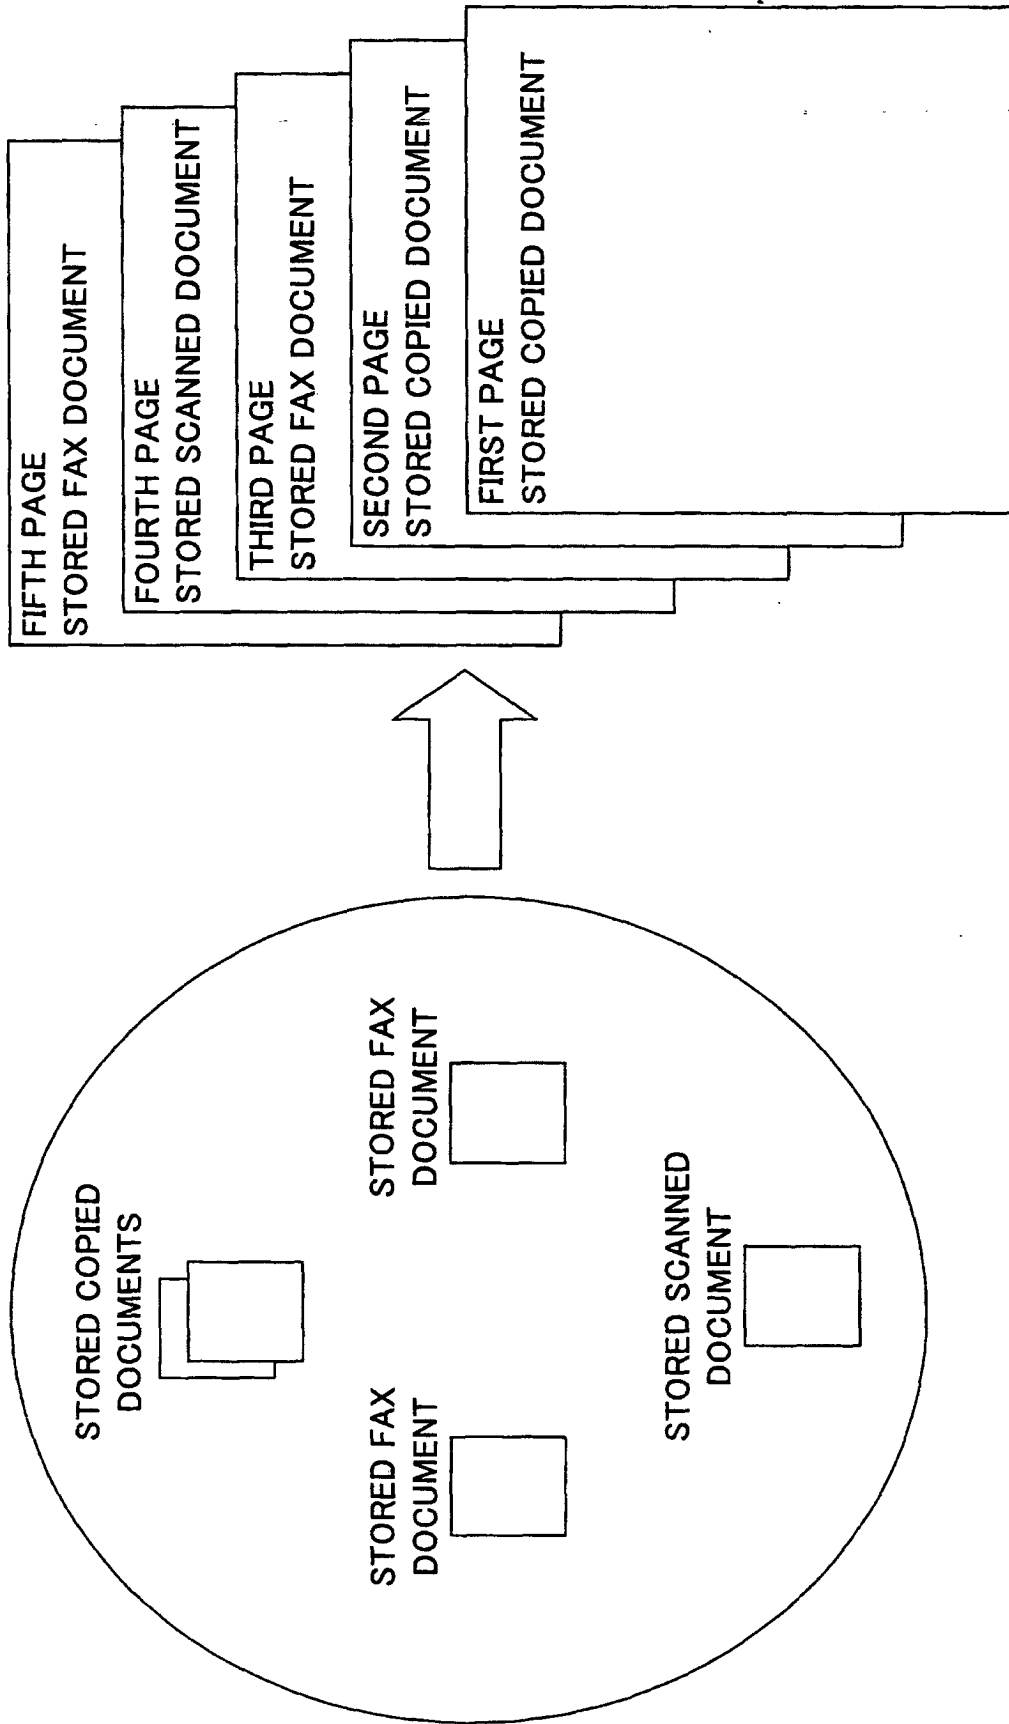 STORED COPIED
DOCUMENTS
STORED FAX
DOCUMENT
STORED FAX
DOCUMENT
STORED SCANNED
DOCUMENT
FIFTH PAGE
STORED FAX DOCUMENT
FOURTH PAGE
STORED SCANNED DOCUMENT
THIRD PAGE
STORED FAX DOCUMENT
SECOND PAGE
STORED COPIED DOCUMENT
FIRST PAGE
STORED COPIED DOCUMENT